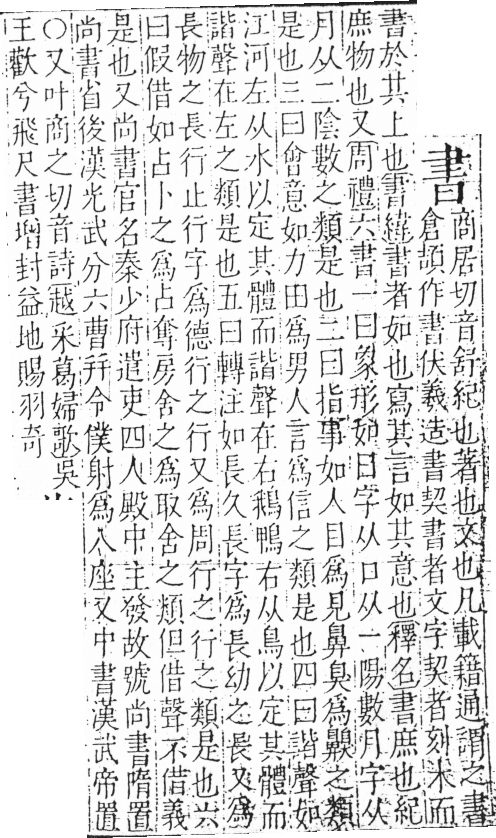 書
商居切音舒紀也著也文也凡載籍通謂之書
倉頡作書伏羲造書契書者文字契者刻木而
書於其上也書緯書者如也寫其言如其意也釋名書庶也紀
庶物也又周禮六書一曰象形如日字从口从一陽數月字从
月从二陰數之類是也二曰指事如人目爲見鼻臭爲齅之類
是也三曰會意如力田爲男人言爲信之類是也四曰諧聲如
江河左从水以定其體而諧聲在右鵝鴨右从鳥以定其體而
諧聲在左之類是也五曰轉注如長久長字爲長幼之長又爲
長物之長行止行字爲德行之行又爲周行之行之類是也六
曰假借如占卜之爲占奪房舍之爲取舍之類但借聲不借義
是也又尚書官名秦少府遣吏四人殿中主發故號尚書隋置
尚書省後漢光武分六曹幷令僕射爲八座又中書漢武帝置
○又叶商之切音詩越采葛婦歌吳
王歡兮飛尺書增封益地賜羽奇